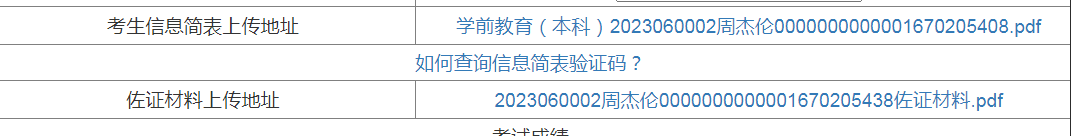 考生信息简表上传地址 学前教育（本科）2023060002周杰伦0000000000001670205408.pdf
如何查询信息简表验证码？
佐证材料上传地址 2023060002周杰伦0000000000001670205438佐证材料.pdf
考试成绩